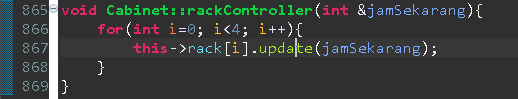 865 void Cabinet::rackController(int &jamSekarang){
866     for(int i=0; i<4; i++){
867         this->rack[i].update(jamSekarang);
868     }
869 }